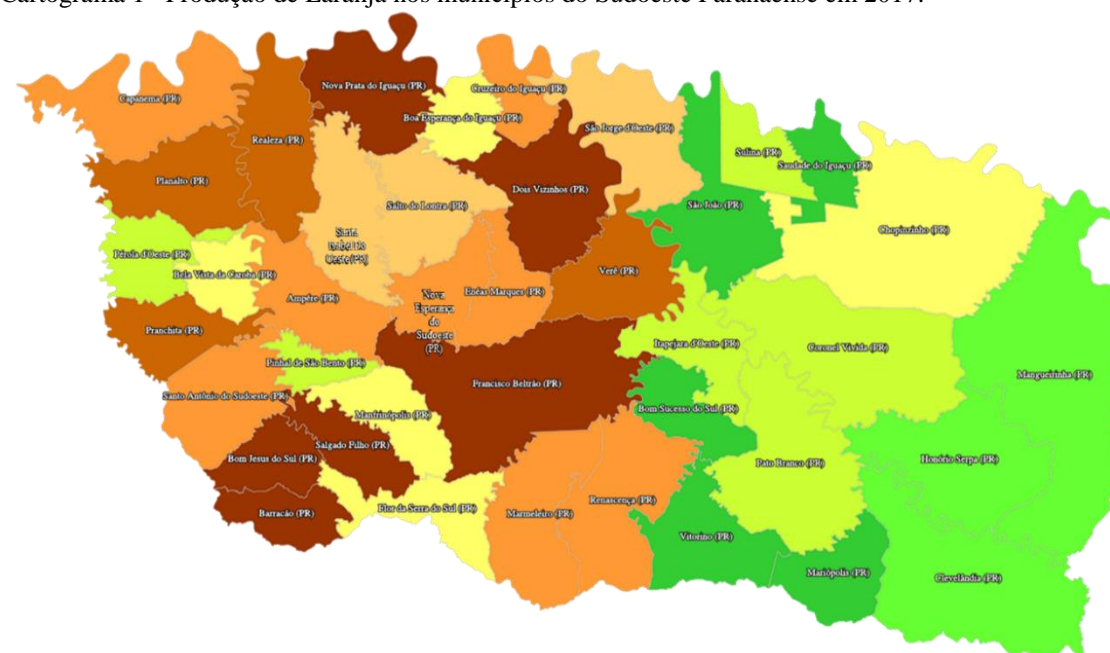 Cartograma 1 - Produção de Laranja nos municípios do Sudoeste Paranaense em 2017.
Nova Prata do Iguaçu (PR)
Cruzeiro do Iguaçu (PR)
Capanema (PR)
Boa Esperança do Iguaçu (PR)
São Jorge d'Oeste (PR)
Realeza (PR)
Sulina (PR)
Saudade do Iguaçu (PR)
Planalto (PR)
Dois Vizinhos (PR)
Salto do Lontra (PR)
São João (PR)
Santa
Isabel do
Oeste (PR)
Chopinzinho (PR)
Pérola d'Oeste (PR)
Bela Vista da Caroba (PR)
Verê (PR)
Ampére (PR)
Enéas Marques (PR)
Nova
Esperança
do
Sudoeste
(PR)
Pranchita (PR)
Itapejara d'Oeste (PR)
Coronel Vivida (PR)
Pinhal de São Bento (PR)
Mangueirinha (PR)
Francisco Beltrão (PR)
Santo Antônio do Sudoeste (PR)
Manfrinópolis (PR)
Bom Sucesso do Sul (PR)
Salgado Filho (PR)
Bom Jesus do Sul (PR)
Pato Branco (PR)
Honório Serpa (PR)
Renascença (PR)
Barracão (PR)
Flor da Serra do Sul (PR)
Marmeleiro (PR)
Vitorino (PR)
Mariópolis (PR)
Clevelândia (PR)